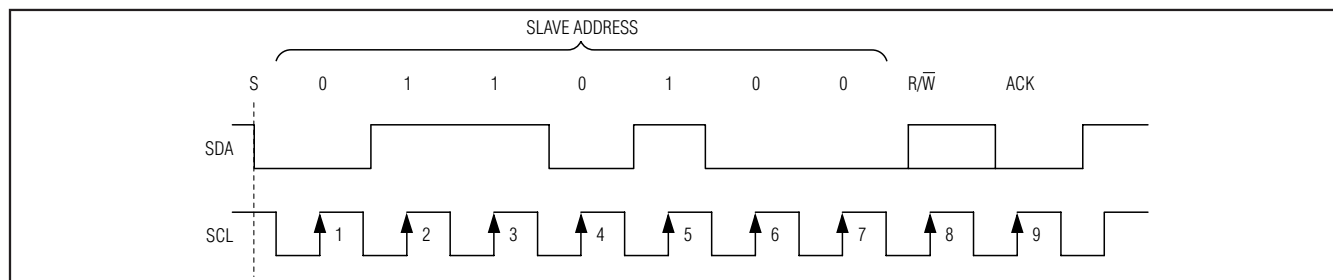 SLAVE ADDRESS
S 0 1 1 0 1 0 0 R/W̅ ACK
SDA
SCL 1 2 3 4 5 6 7 8 9